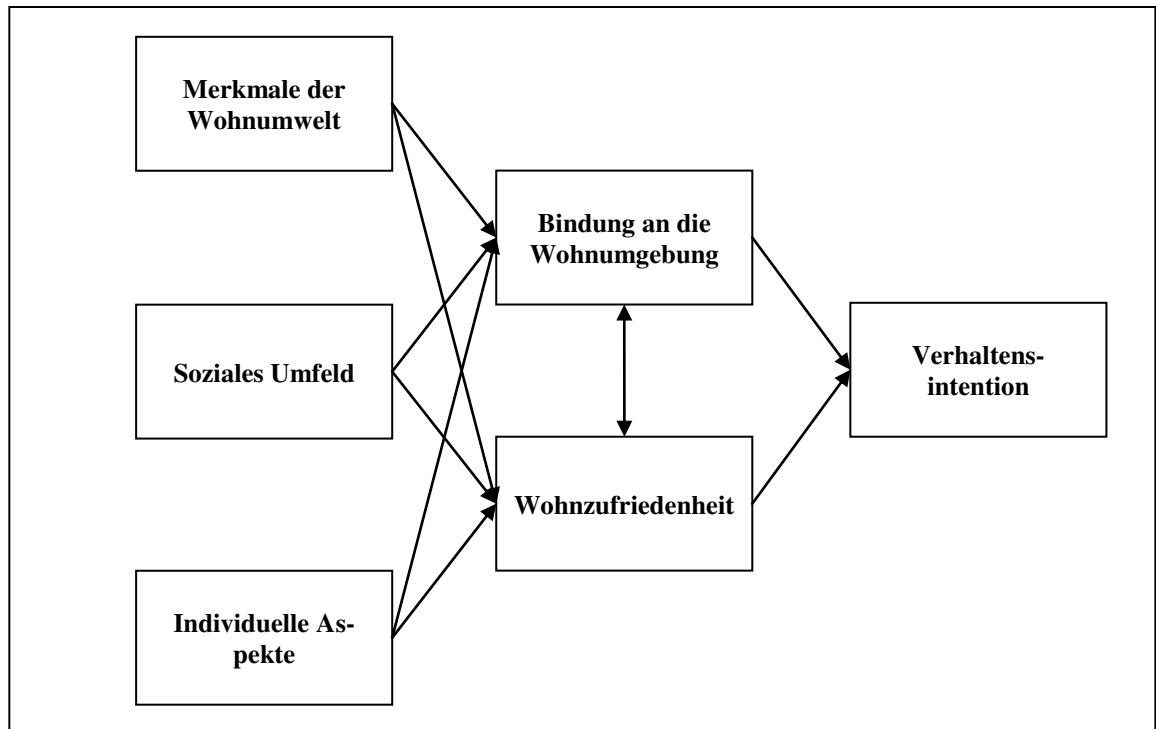 Merkmale der
Wohnumwelt
Bindung an die
Wohnumgebung
Soziales Umfeld
Verhaltens-
intention
Wohnzufriedenheit
Individuelle As-
pekte